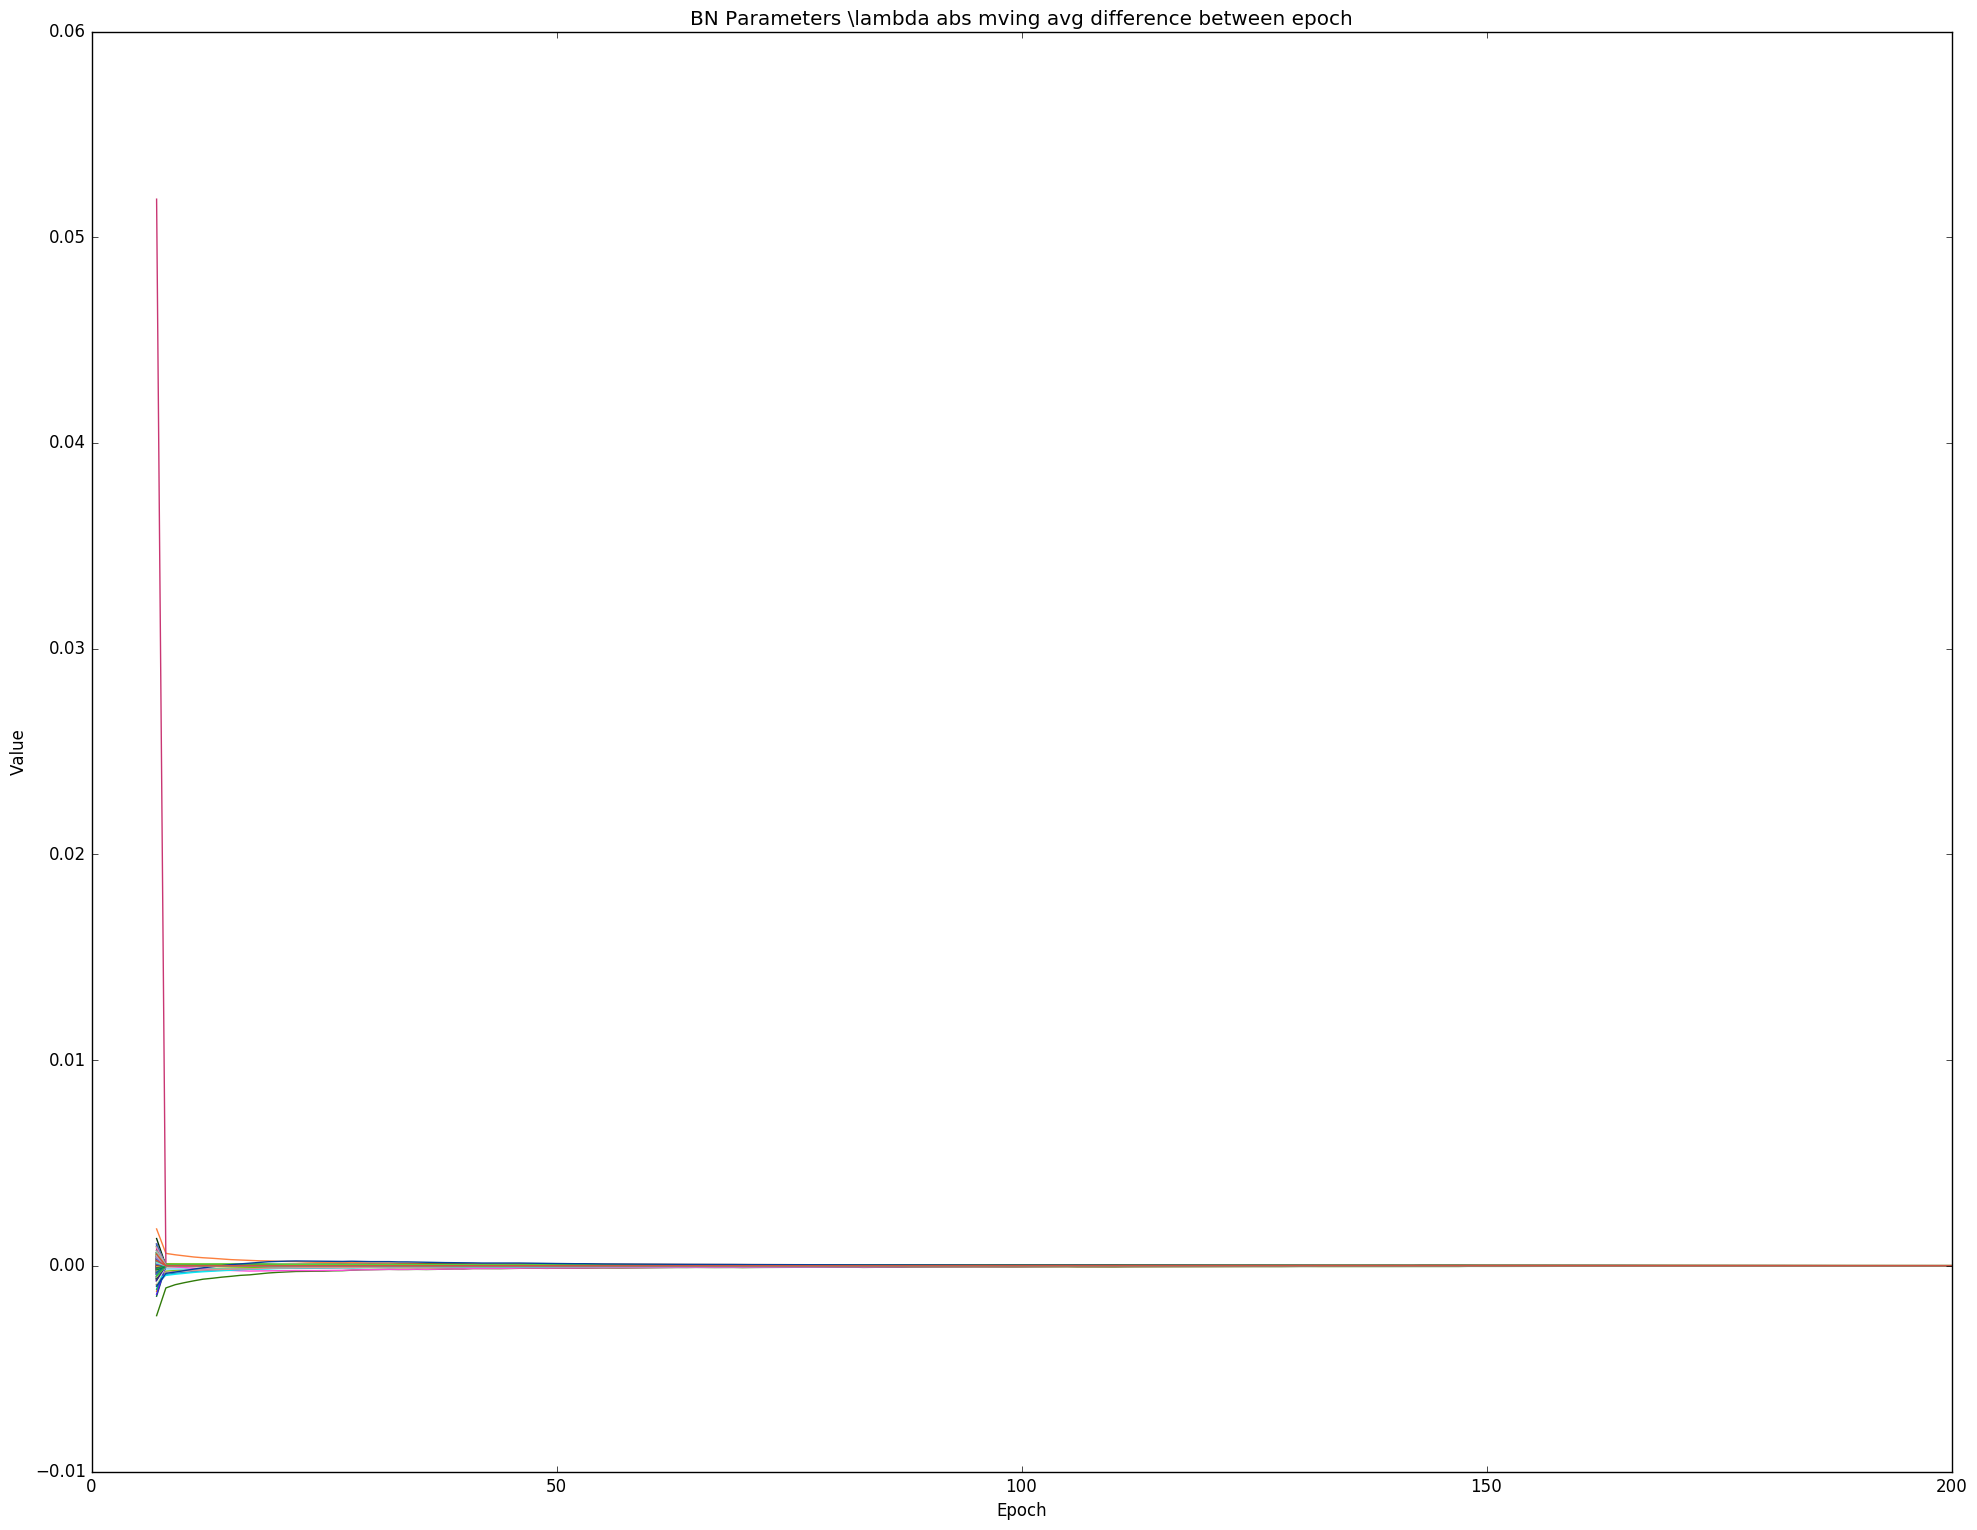 BN Parameters \lambda abs mving avg difference between epoch
0.06
0.05
0.04
0.03
0.02
0.01
0.00
−0.01
Value
0 50 100 150 200
Epoch